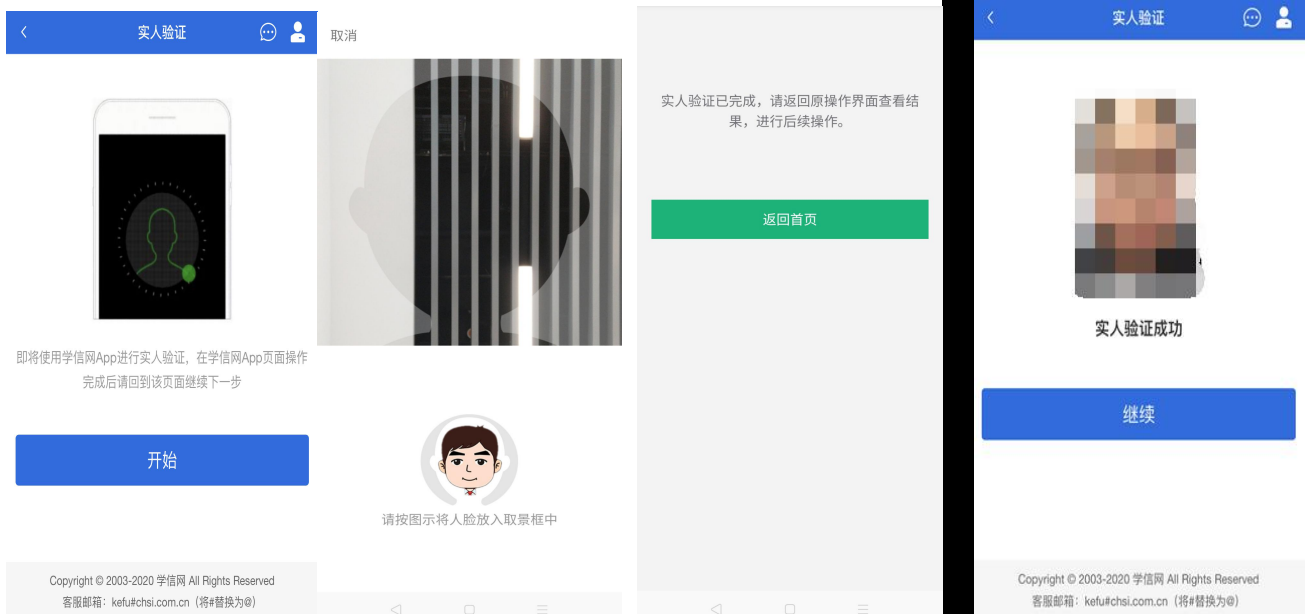 实人验证
即将使用学信网App进行实人验证，在学信网App页面操作
完成后请回到该页面继续下一步
开始
Copyright © 2003-2020 学信网 All Rights Reserved
客服邮箱：kefu#chsi.com.cn（将#替换为@）
取消
请按图示将人脸放入取景框中
实人验证已完成，请返回原操作界面查看结
果，进行后续操作。
返回首页
实人验证
实人验证成功
继续
Copyright © 2003-2020 学信网 All Rights Reserved
客服邮箱：kefu#chsi.com.cn（将#替换为@）